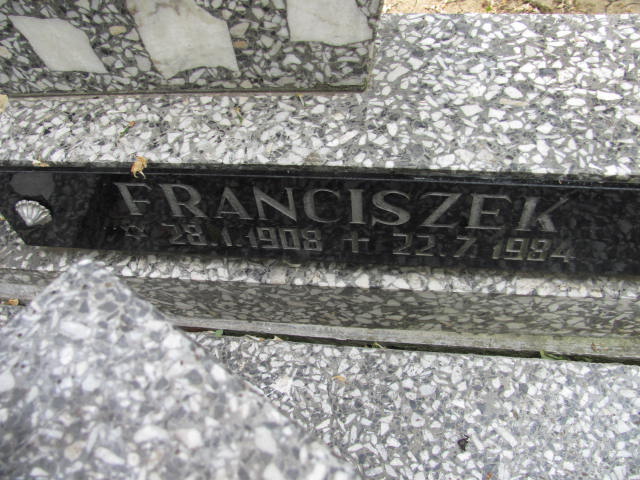 FRANCISZEK
☆ 28.1.1908 + 22.7.1994